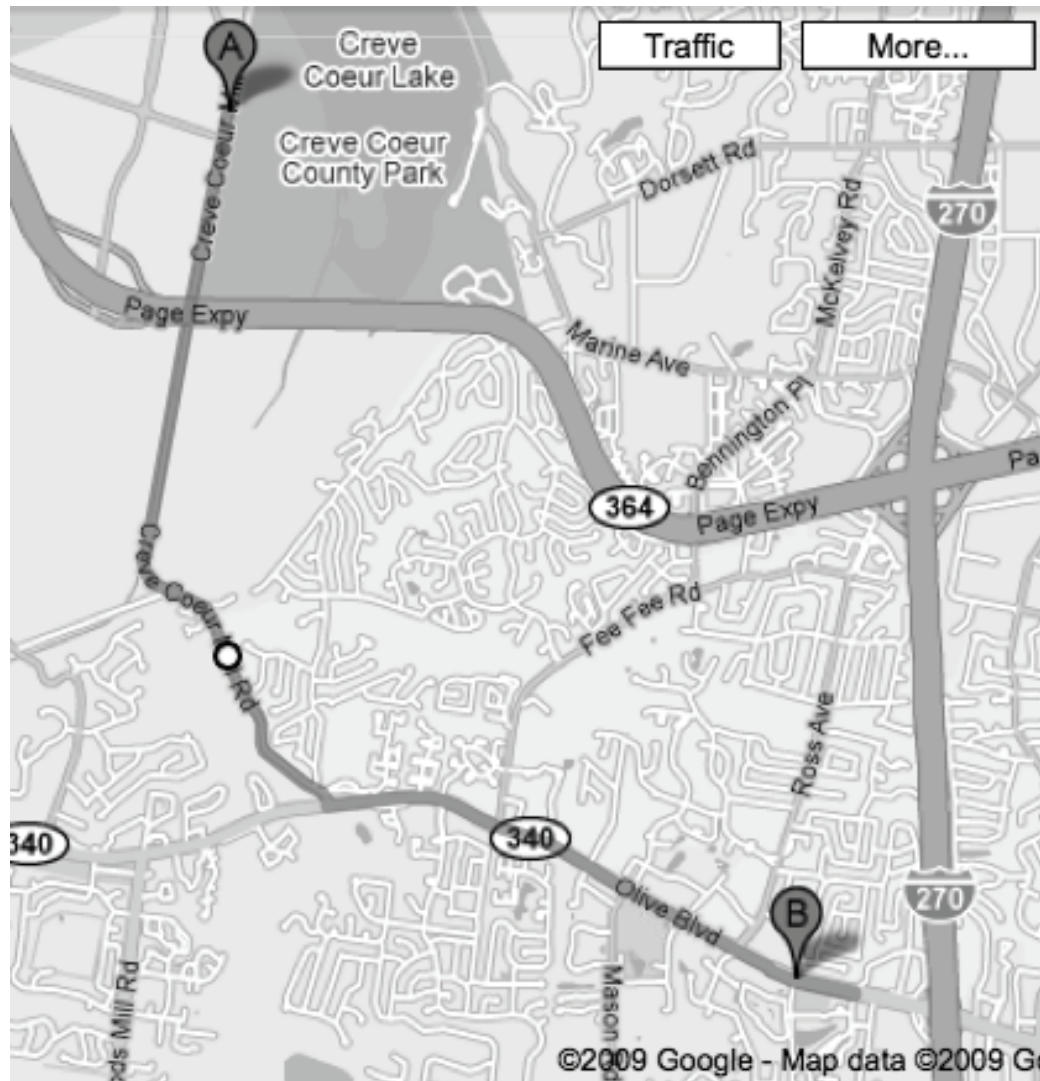 A
Creve
Coeur Lake
Traffic
More...
Creve Coeur
County Park
Creve Coeur
Dorsett Rd
McKelvey Rd
270
Page Expy
Marine Ave
Bennington Pl
364
Page Expy
Pa
Creve Coeur
Rd
Fee Fee Rd
Ross Ave
340
340
Olive Blvd
B
270
ods Mill Rd
Mason
©2009 Google - Map data ©2009 Go